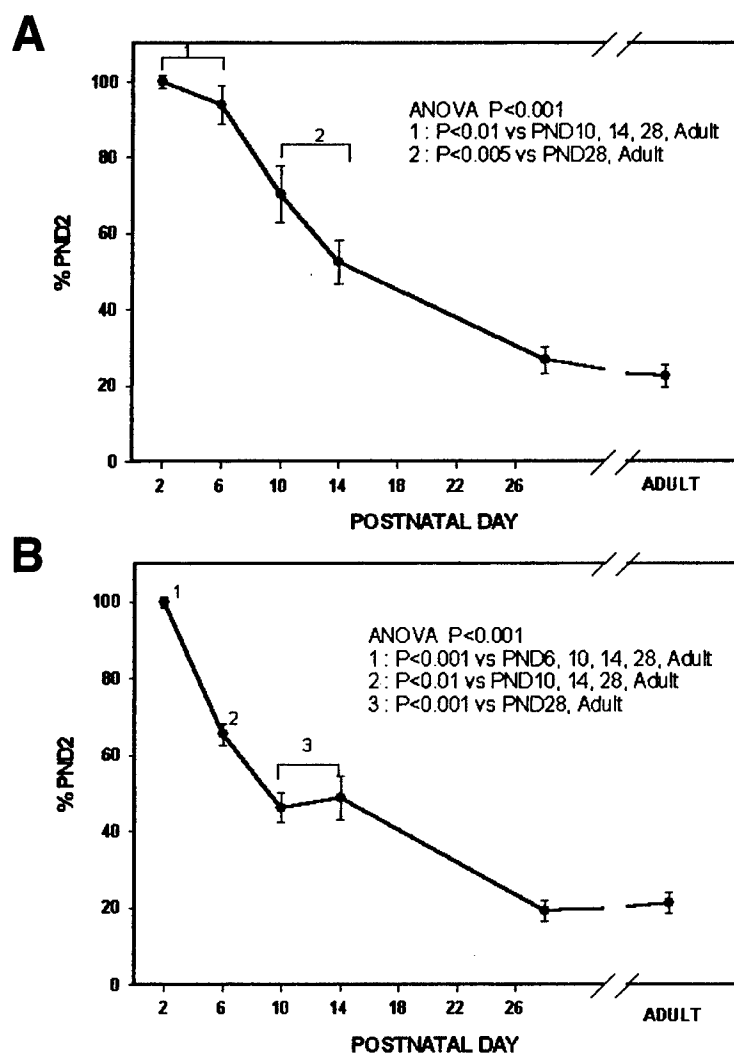 A
1
100
ANOVA P<0.001
1 : P<0.01 vs PND10, 14, 28, Adult
2 : P<0.005 vs PND28, Adult
2
80
60
40
20
0
% PND2
2 6 10 14 18 22 26 ADULT
POSTNATAL DAY
B
1
100
ANOVA P<0.001
1 : P<0.001 vs PND6, 10, 14, 28, Adult
2 : P<0.01 vs PND10, 14, 28, Adult
3 : P<0.001 vs PND28, Adult
2
3
80
60
40
20
0
% PND2
2 6 10 14 18 22 26 ADULT
POSTNATAL DAY